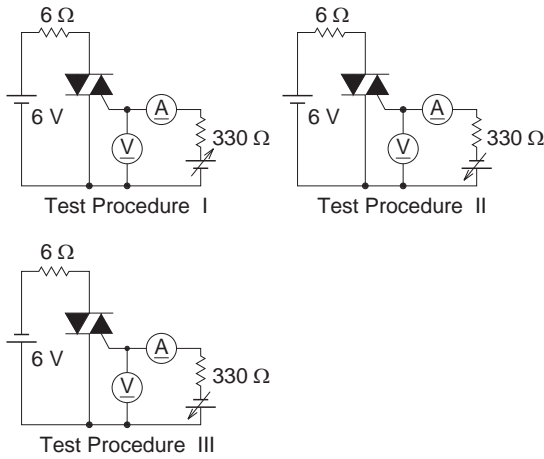 6 Ω
6 V
A
V
330 Ω
Test Procedure I
6 Ω
6 V
A
V
330 Ω
Test Procedure II
6 Ω
6 V
A
V
330 Ω
Test Procedure III